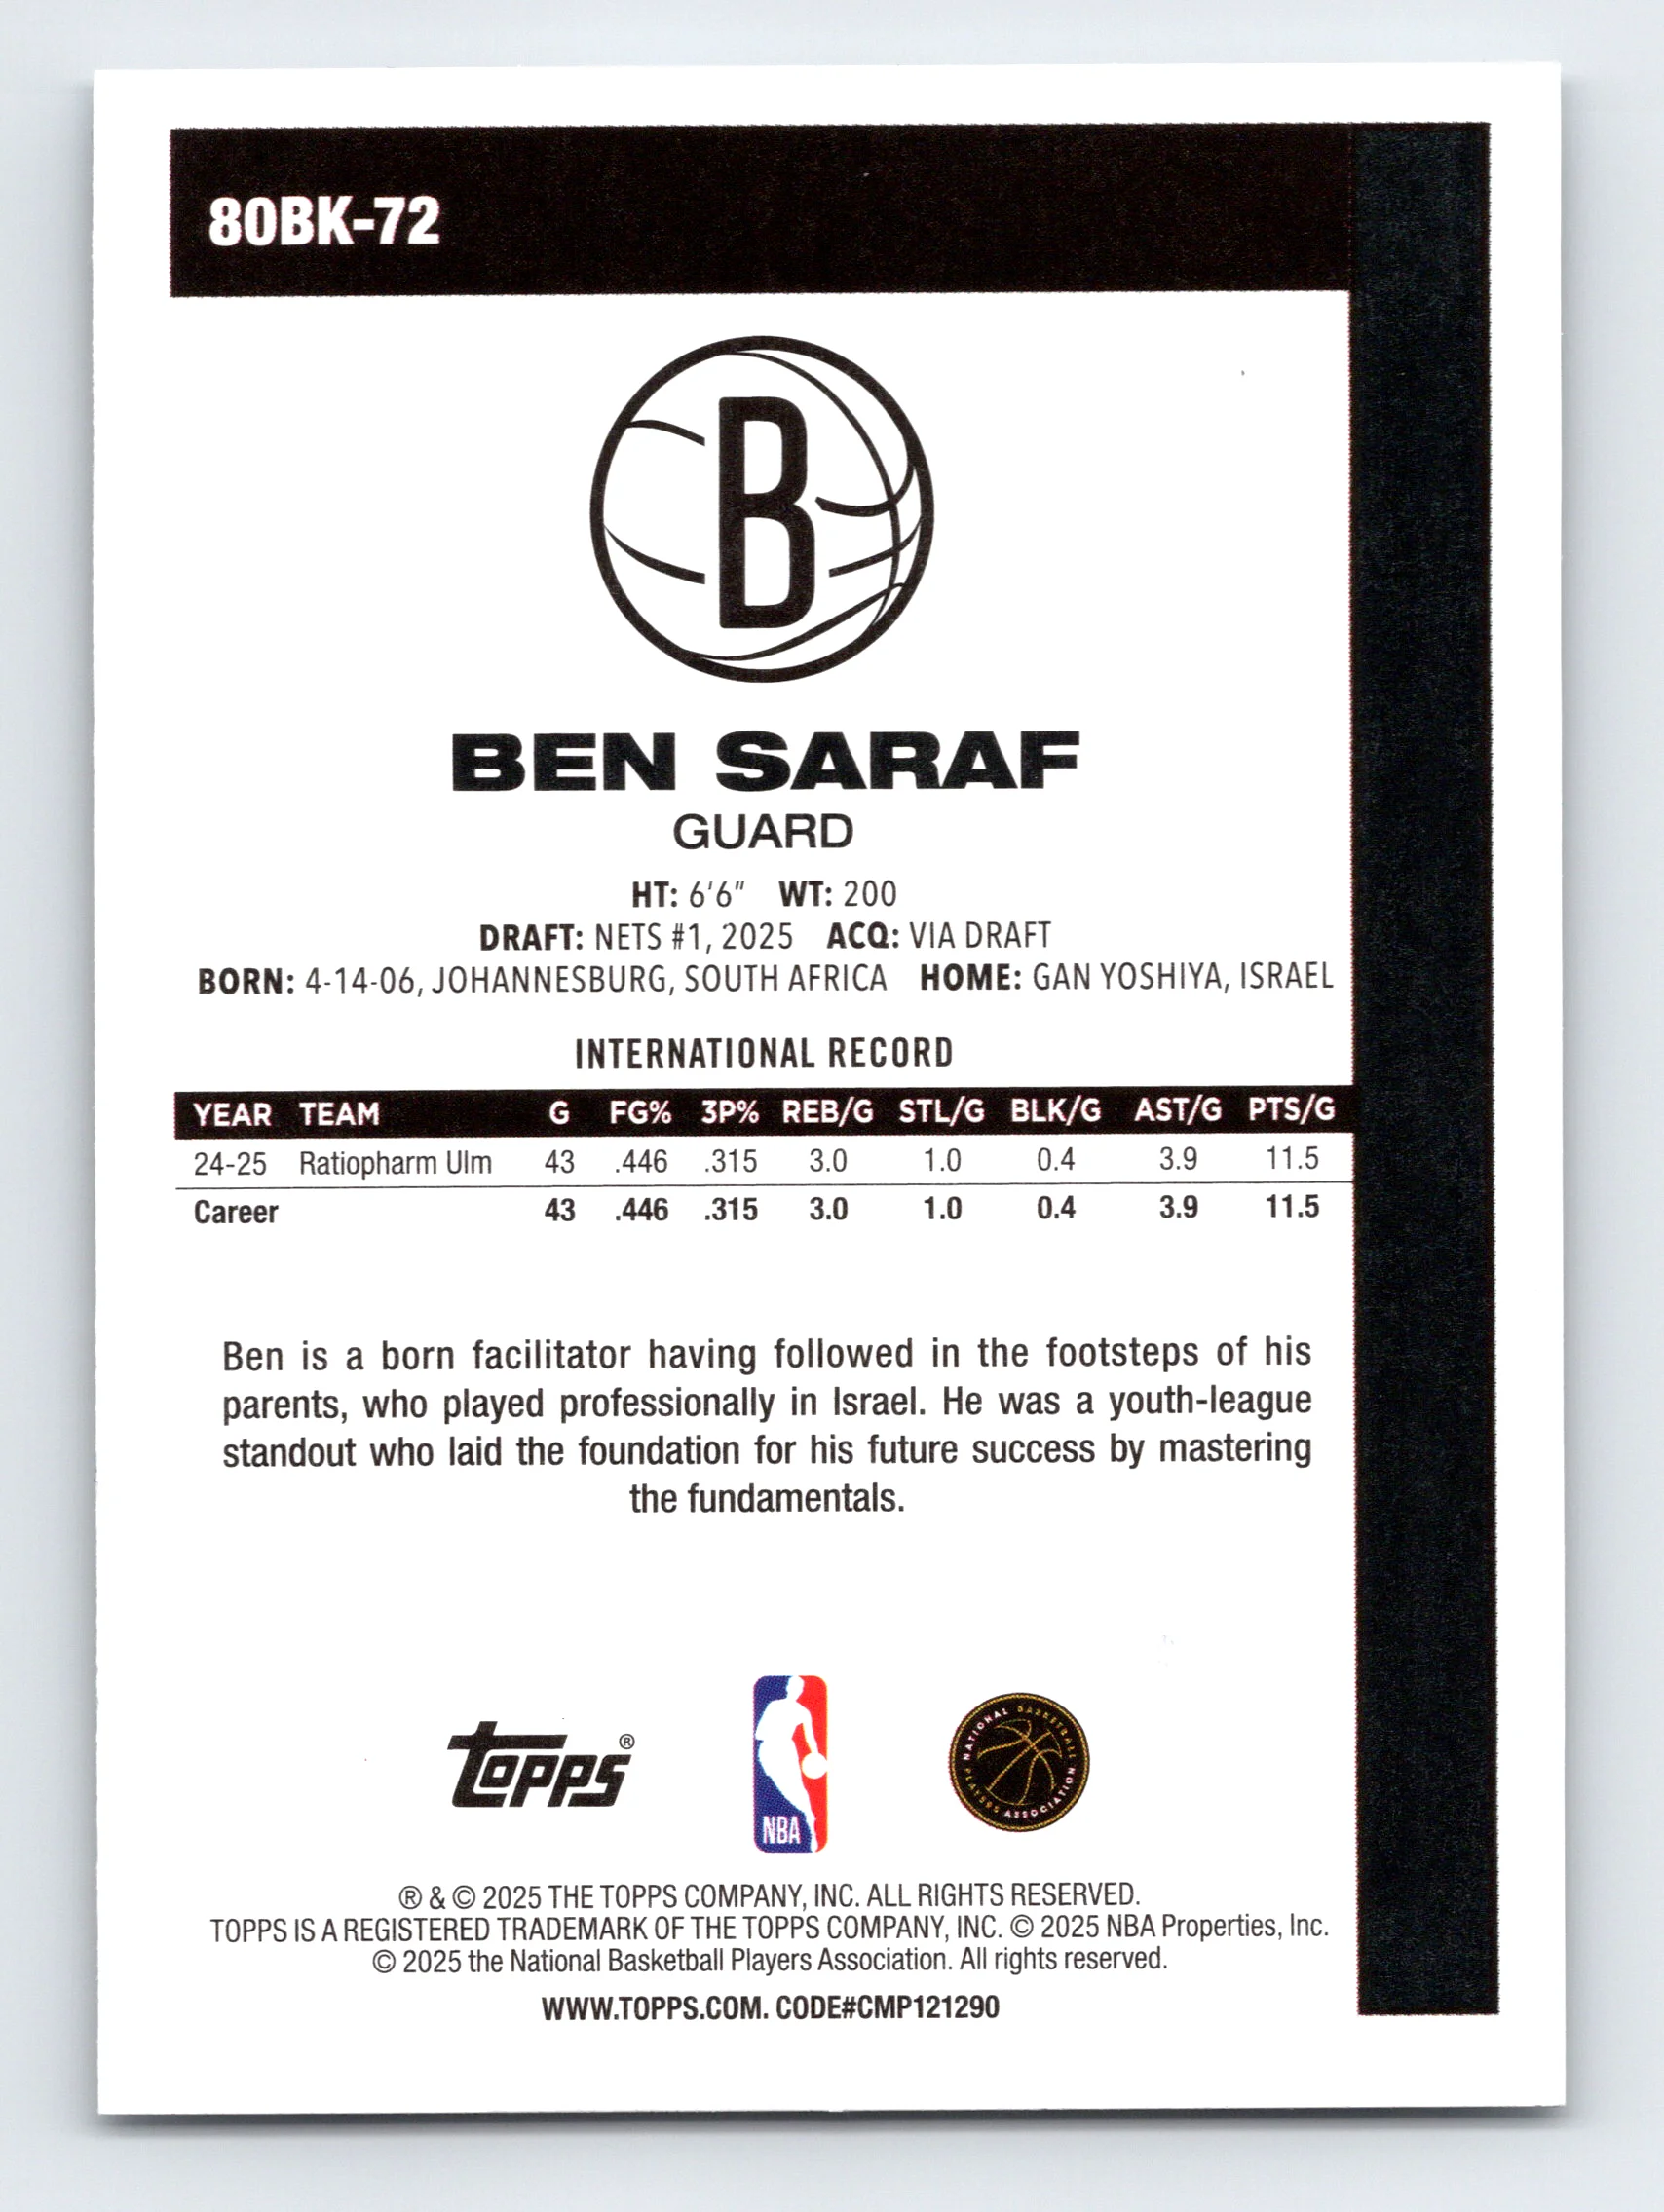 80BK-72
B
BEN SARAF
GUARD
HT: 6'6" WT: 200
DRAFT: NETS #1, 2025 ACQ: VIA DRAFT
BORN: 4-14-06, JOHANNESBURG, SOUTH AFRICA HOME: GAN YOSHIYA, ISRAEL
INTERNATIONAL RECORD
YEAR TEAM G FG% 3P% REB/G STL/G BLK/G AST/G PTS/G
24-25 Ratiopharm Ulm 43 .446 .315 3.0 1.0 0.4 3.9 11.5
Career 43 .446 .315 3.0 1.0 0.4 3.9 11.5
Ben is a born facilitator having followed in the footsteps of his
parents, who played professionally in Israel. He was a youth-league
standout who laid the foundation for his future success by mastering
the fundamentals.
Topps®
NBA
NATIONAL BASKETBALL PLAYERS ASSOCIATION
® & © 2025 THE TOPPS COMPANY, INC. ALL RIGHTS RESERVED.
TOPPS IS A REGISTERED TRADEMARK OF THE TOPPS COMPANY, INC. © 2025 NBA Properties, Inc.
© 2025 the National Basketball Players Association. All rights reserved.
WWW.TOPPS.COM. CODE#CMP121290